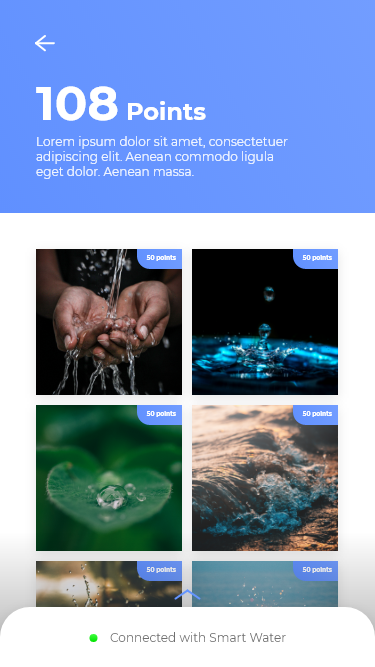 108 Points
Lorem ipsum dolor sit amet, consectetuer
adipiscing elit. Aenean commodo ligula
eget dolor. Aenean massa.
50 points
50 points
50 points
50 points
50 points
50 points
Connected with Smart Water